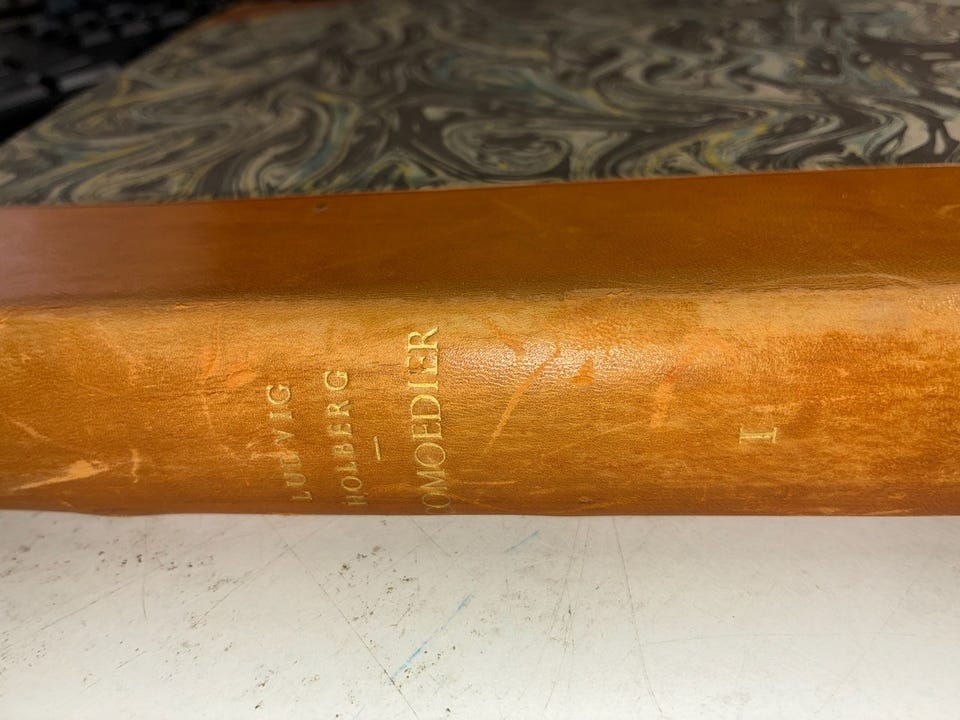 LUDVIG
HOLBERG
—
COMOEDIER
I